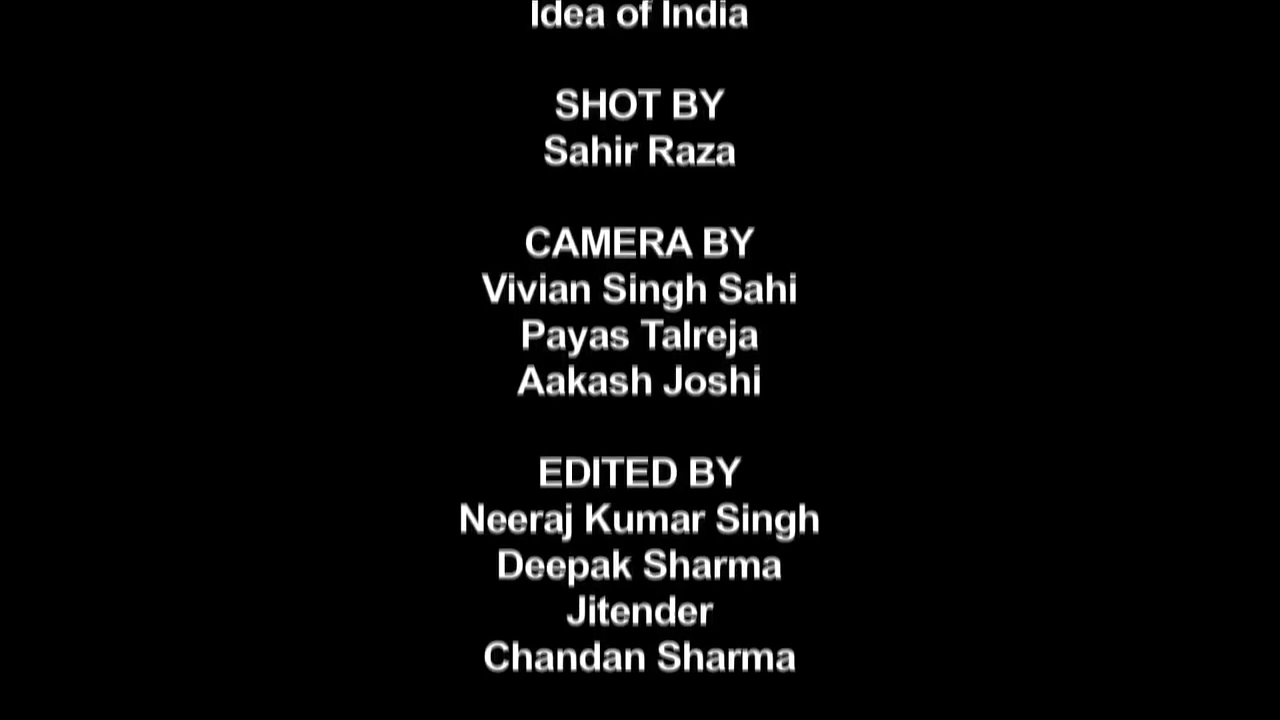 Idea of India
SHOT BY
Sahir Raza
CAMERA BY
Vivian Singh Sahi
Payas Talreja
Aakash Joshi
EDITED BY
Neeraj Kumar Singh
Deepak Sharma
Jitender
Chandan Sharma